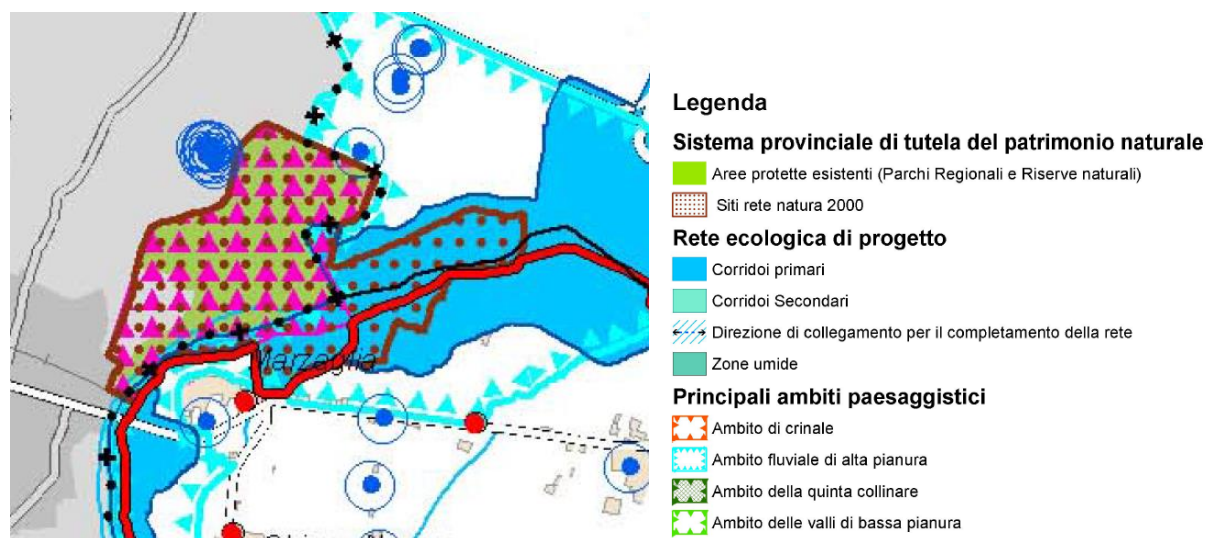 Marzaglia
Legenda
Sistema provinciale di tutela del patrimonio naturale
Aree protette esistenti (Parchi Regionali e Riserve naturali)
Siti rete natura 2000
Rete ecologica di progetto
Corridoi primari
Corridoi Secondari
Direzione di collegamento per il completamento della rete
Zone umide
Principali ambiti paesaggistici
Ambito di crinale
Ambito fluviale di alta pianura
Ambito della quinta collinare
Ambito delle valli di bassa pianura